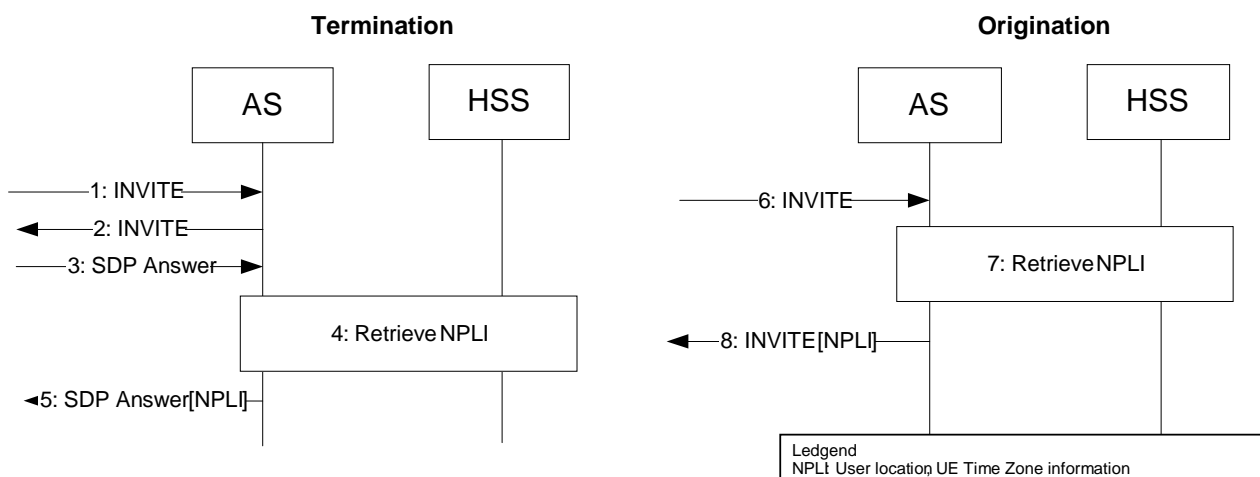 Termination
AS
HSS
1: INVITE
2: INVITE
3: SDP Answer
4: Retrieve NPLI
5: SDP Answer[NPLI]
Origination
AS
HSS
6: INVITE
7: Retrieve NPLI
8: INVITE[NPLI]
Ledgend
NPLI: User location, UE Time Zone information